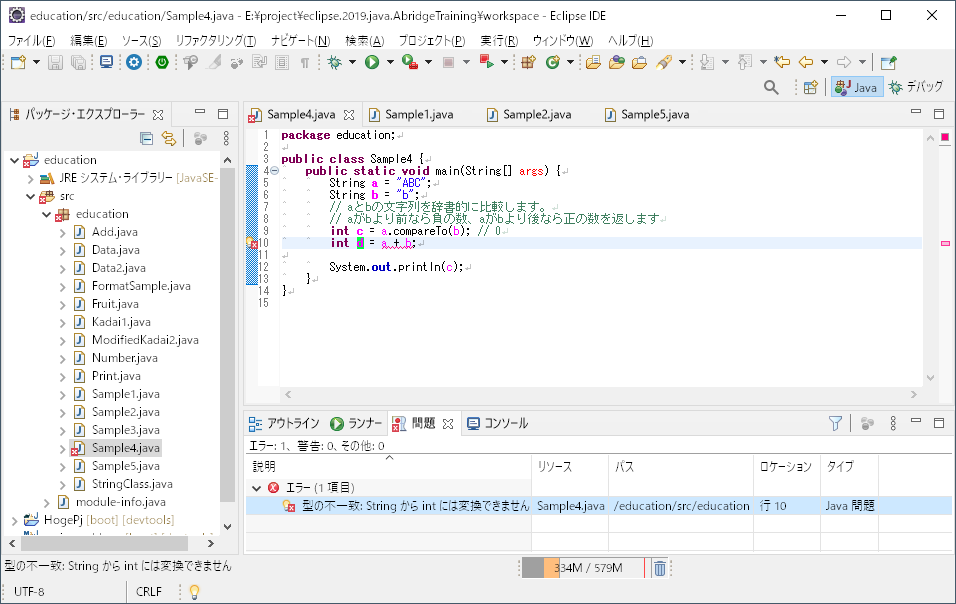 education/src/education/Sample4.java - E:¥project¥eclipse.2019.java.AbridgeTraining¥workspace - Eclipse IDE
ファイル(F) 編集(E) ソース(S) リファクタリング(T) ナビゲート(N) 検索(A) プロジェクト(P) 実行(R) ウィンドウ(W) ヘルプ(H)
Java デバッグ
パッケージ・エクスプローラー
education
JRE システム・ライブラリー [JavaSE-
src
education
Add.java
Data.java
Data2.java
FormatSample.java
Fruit.java
Kadai1.java
ModifiedKadai2.java
Number.java
Print.java
Sample1.java
Sample2.java
Sample3.java
Sample4.java
Sample5.java
StringClass.java
module-info.java
HogePj [boot] [devtools]
Sample4.java Sample1.java Sample2.java Sample5.java
1 package education;
2
3 public class Sample4 {
4 public static void main(String[] args) {
5 String a = "ABC";
6 String b = "b";
7 // aとbの文字列を辞書的に比較します。
8 // aがbより前なら負の数、aがbより後なら正の数を返します
9 int c = a.compareTo(b); // 0
10 int d = a + b;
11
12 System.out.println(c);
13 }
14 }
15
アウトライン ランナー 問題 コンソール
エラー: 1、警告: 0、その他: 0
説明 リソース パス ロケーション タイプ
エラー (1 項目)
型の不一致: String から int には変換できません Sample4.java /education/src/education 行 10 Java 問題
型の不一致: String から int には変換できません 334M / 579M
UTF-8 CRLF